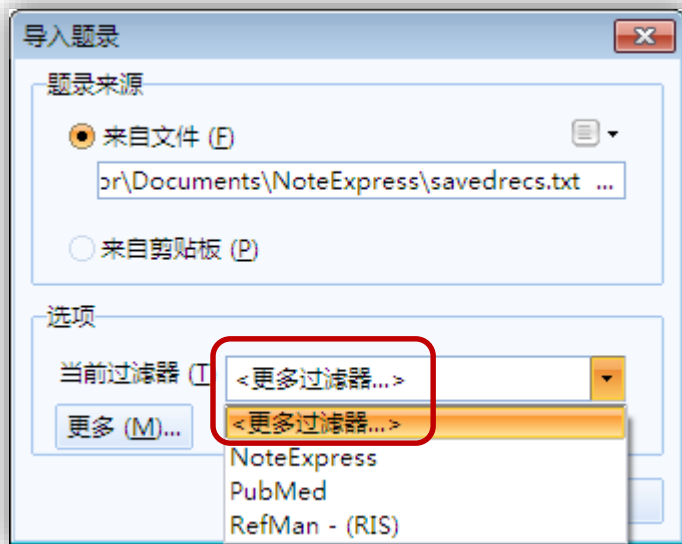 导入题录
题录来源
来自文件 (F)
or\Documents\NoteExpress\savedrecs.txt ...
来自剪贴板 (P)
选项
当前过滤器 (T
<更多过滤器...>
更多 (M)...
<更多过滤器...>
NoteExpress
PubMed
RefMan - (RIS)